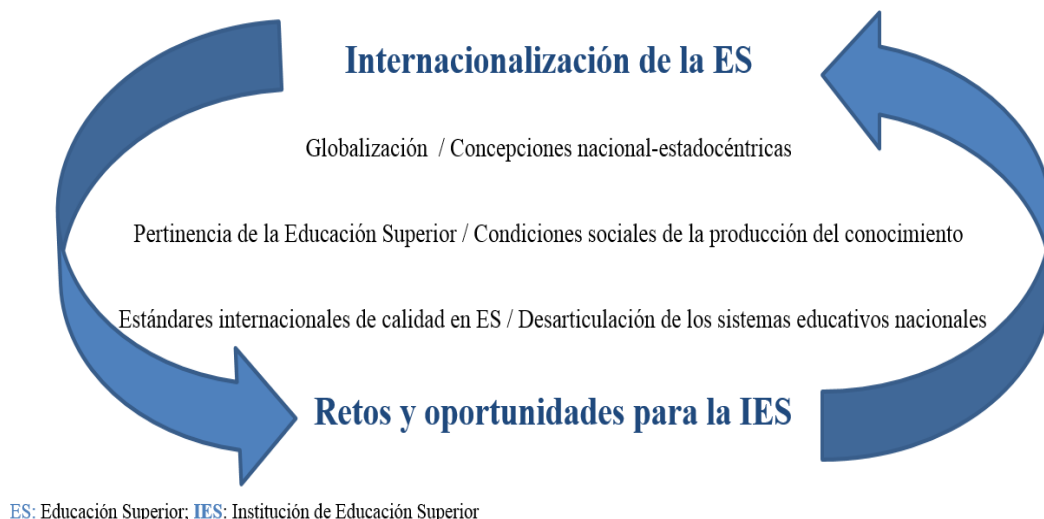 Internacionalización de la ES
Globalización / Concepciones nacional-estadocéntricas
Pertinencia de la Educación Superior / Condiciones sociales de la producción del conocimiento
Estándares internacionales de calidad en ES / Desarticulación de los sistemas educativos nacionales
Retos y oportunidades para la IES
ES: Educación Superior; IES: Institución de Educación Superior